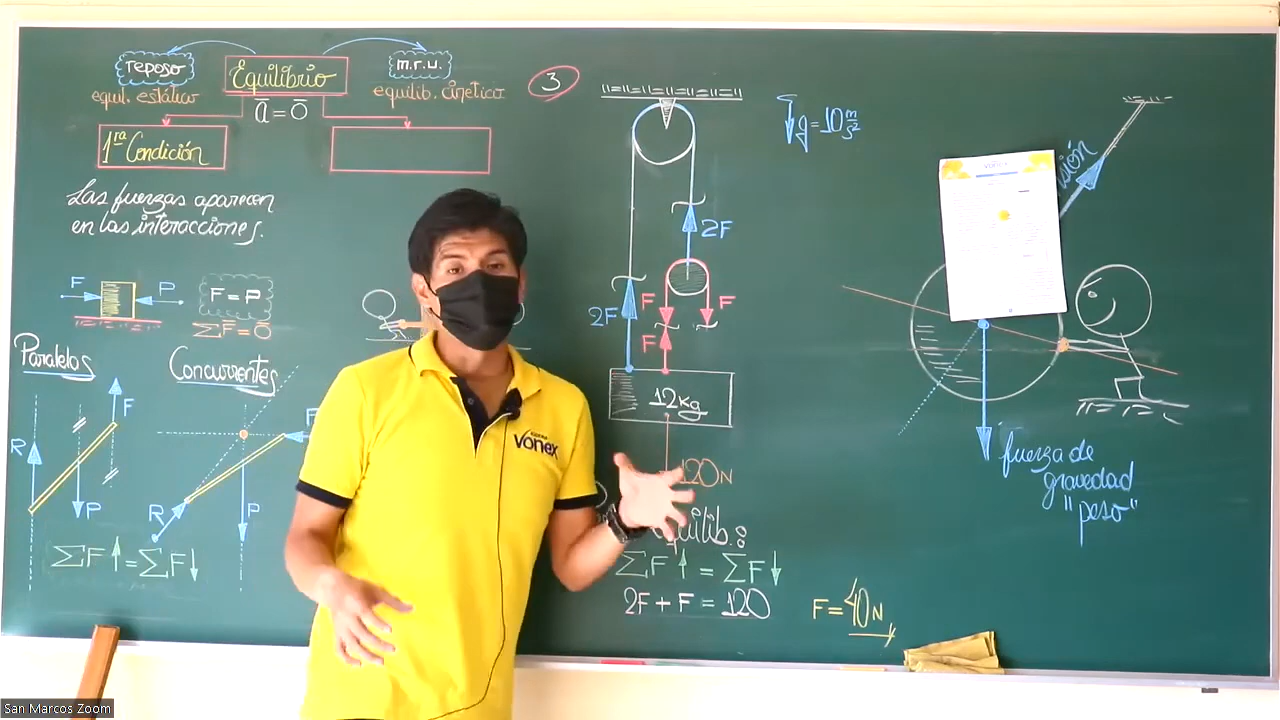 reposo
Equilibrio
m.r.u.
equil. estático
equilib. cinético
a = 0
1ra Condición
Las fuerzas aparecen
en las interacciones.
F
P
F = P
ΣF = 0
Paralelas
Concurrentes
F
R
P
F
R
P
ΣF↑ = ΣF↓
3
g = 10 m/s²
2F
F
F
2F
F
12kg
120N
equilib.:
ΣF↑ = ΣF↓
2F + F = 120
F = 40N
sión
fuerza de
gravedad
"peso"
VONEX
San Marcos Zoom